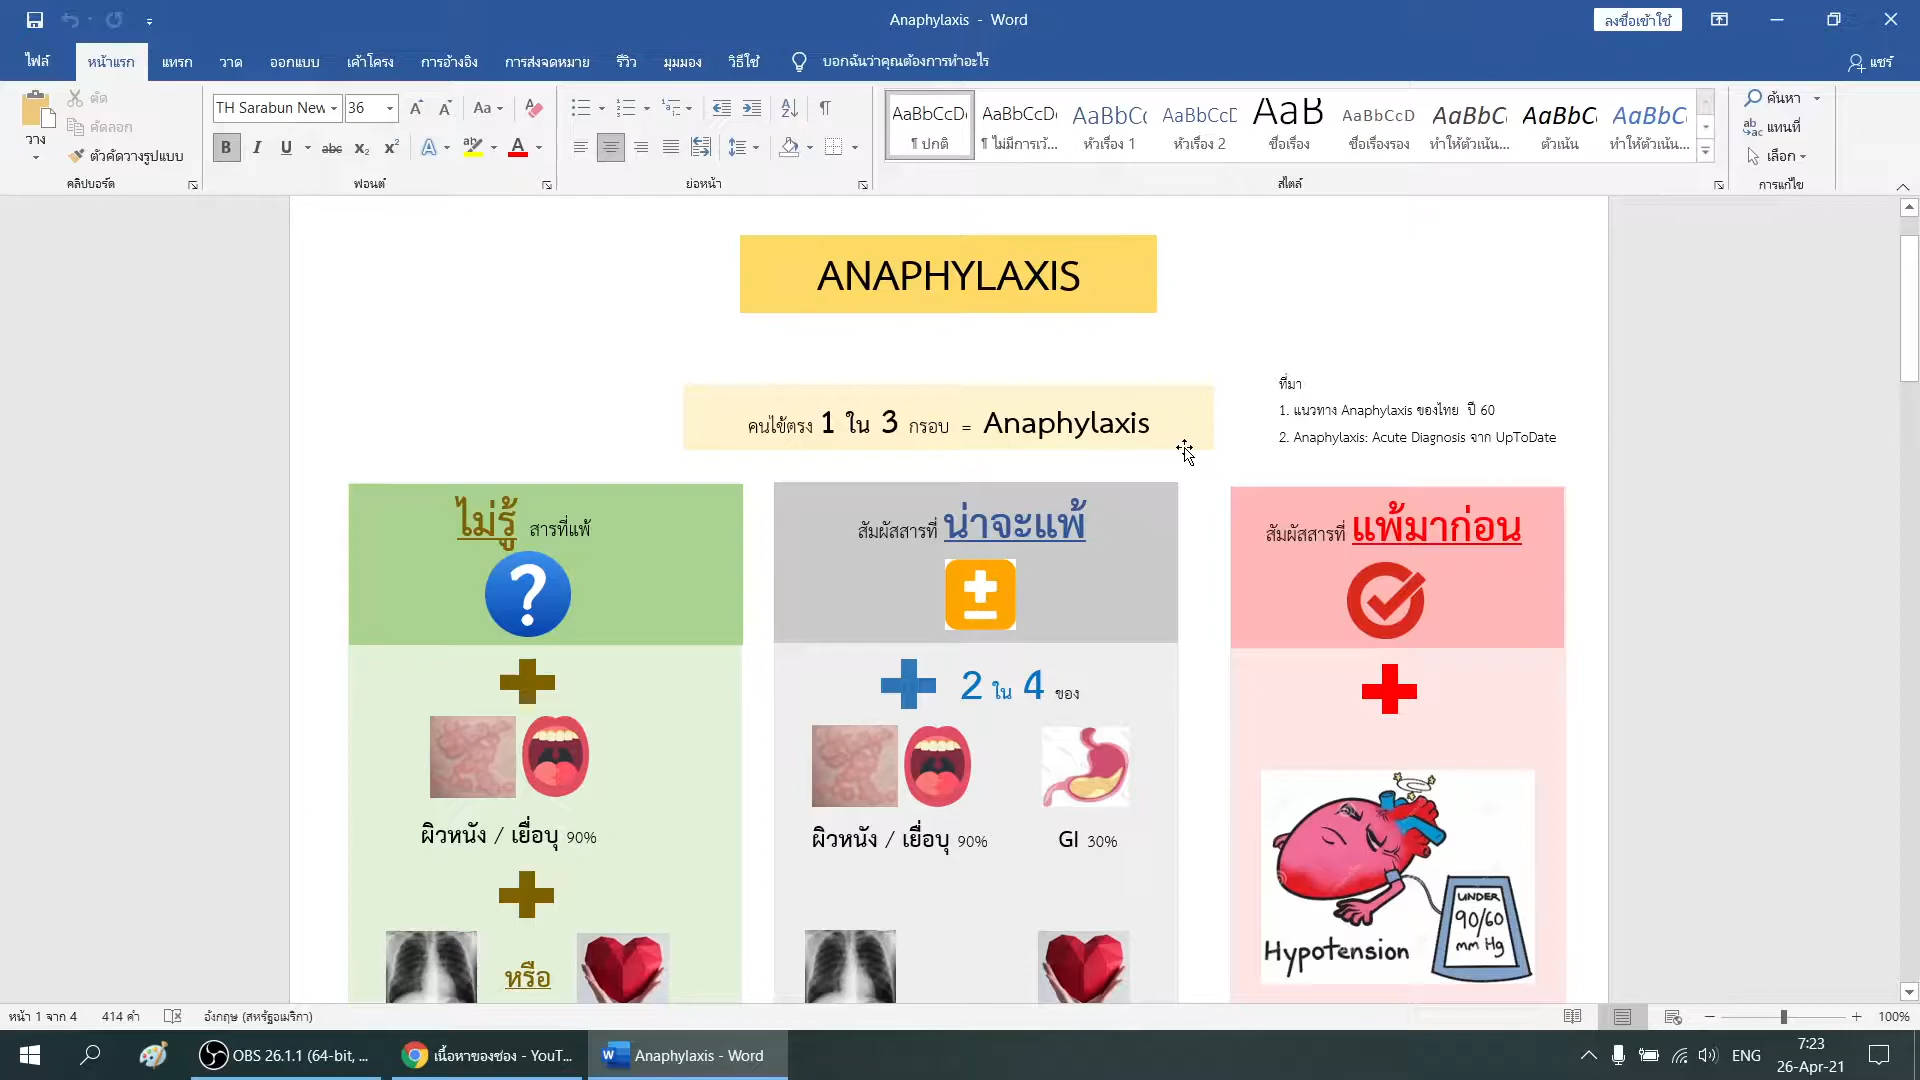 Anaphylaxis - Word
ลงชื่อเข้าใช้
ไฟล์ หน้าแรก แทรก วาด ออกแบบ เค้าโครง การอ้างอิง การส่งจดหมาย รีวิว มุมมอง วิธีใช้ บอกฉันว่าคุณต้องการทำอะไร แชร์
วาง
ตัด
คัดลอก
ตัวคัดวางรูปแบบ
คลิปบอร์ด
TH Sarabun New 36
ฟอนต์
ย่อหน้า
AaBbCcDc AaBbCcDc AaBbCc AaBbCcD AaB AaBbCcD AaBbC AaBbC AaBbC
¶ ปกติ ¶ ไม่มีการเว้... หัวเรื่อง 1 หัวเรื่อง 2 ชื่อเรื่อง ชื่อเรื่องรอง ทำให้ตัวเน้น... ตัวเน้น ทำให้ตัวเน้น...
สไตล์
ค้นหา
แทนที่
เลือก
การแก้ไข
ANAPHYLAXIS
คนไข้ตรง 1 ใน 3 กรอบ = Anaphylaxis
ที่มา
1. แนวทาง Anaphylaxis ของไทย ปี 60
2. Anaphylaxis: Acute Diagnosis จาก UpToDate
ไม่รู้ สารที่แพ้
?
ผิวหนัง / เยื่อบุ 90%
หรือ
สัมผัสสารที่ น่าจะแพ้
2 ใน 4 ของ
ผิวหนัง / เยื่อบุ 90%
GI 30%
สัมผัสสารที่ แพ้มาก่อน
UNDER
90/60
mm Hg
Hypotension
หน้า 1 จาก 4 414 คำ อังกฤษ (สหรัฐอเมริกา) 100%
OBS 26.1.1 (64-bit, ... เนื้อหาของช่อง - YouT... Anaphylaxis - Word
ENG
7:23
26-Apr-21